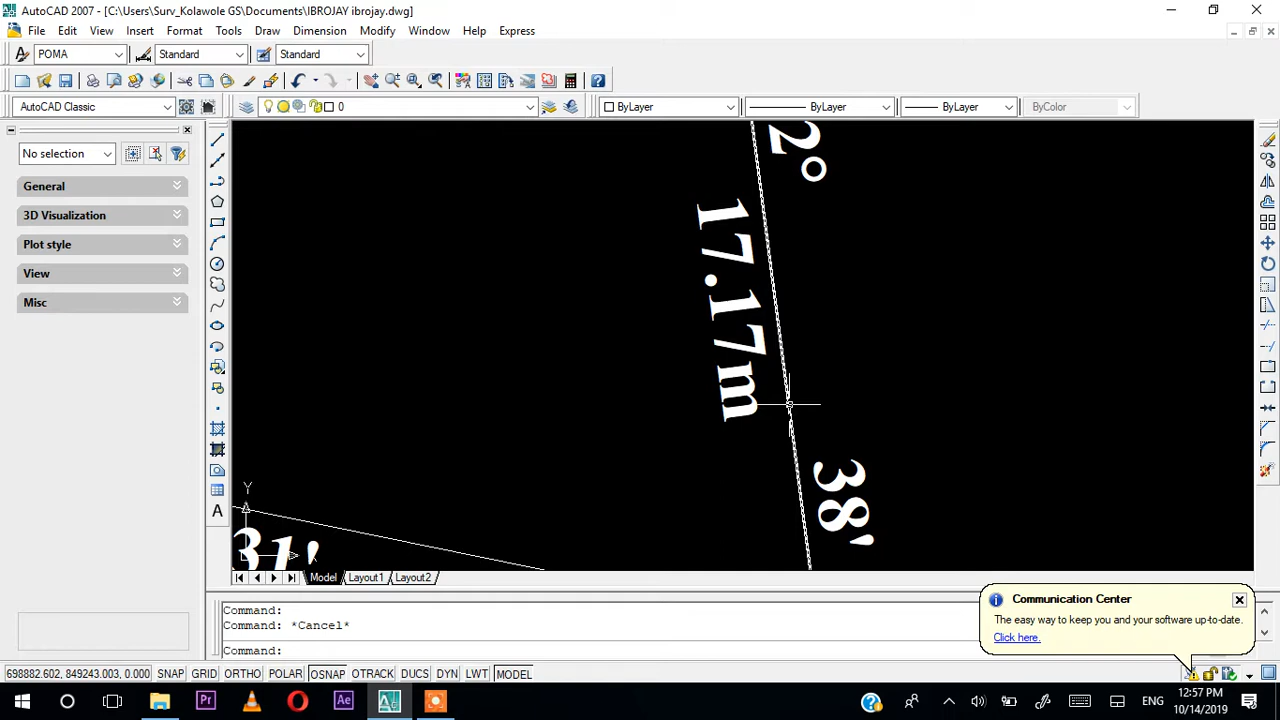 AutoCAD 2007 - [C:\Users\Surv_Kolawole GS\Documents\IBROJAY ibrojay.dwg]
File Edit View Insert Format Tools Draw Dimension Modify Window Help Express
POMA Standard Standard
AutoCAD Classic 0 ByLayer ByLayer ByLayer ByColor
No selection
General
3D Visualization
Plot style
View
Misc
2°
17.17m
38'
Y
31'
X
A
Model Layout1 Layout2
Communication Center
The easy way to keep you and your software up-to-date.
Click here.
Command:
Command: *Cancel*
Command:
698882.602, 849243.003, 0.000 SNAP GRID ORTHO POLAR OSNAP OTRACK DUCS DYN LWT MODEL
Pr Ae ENG 12:57 PM
10/14/2019